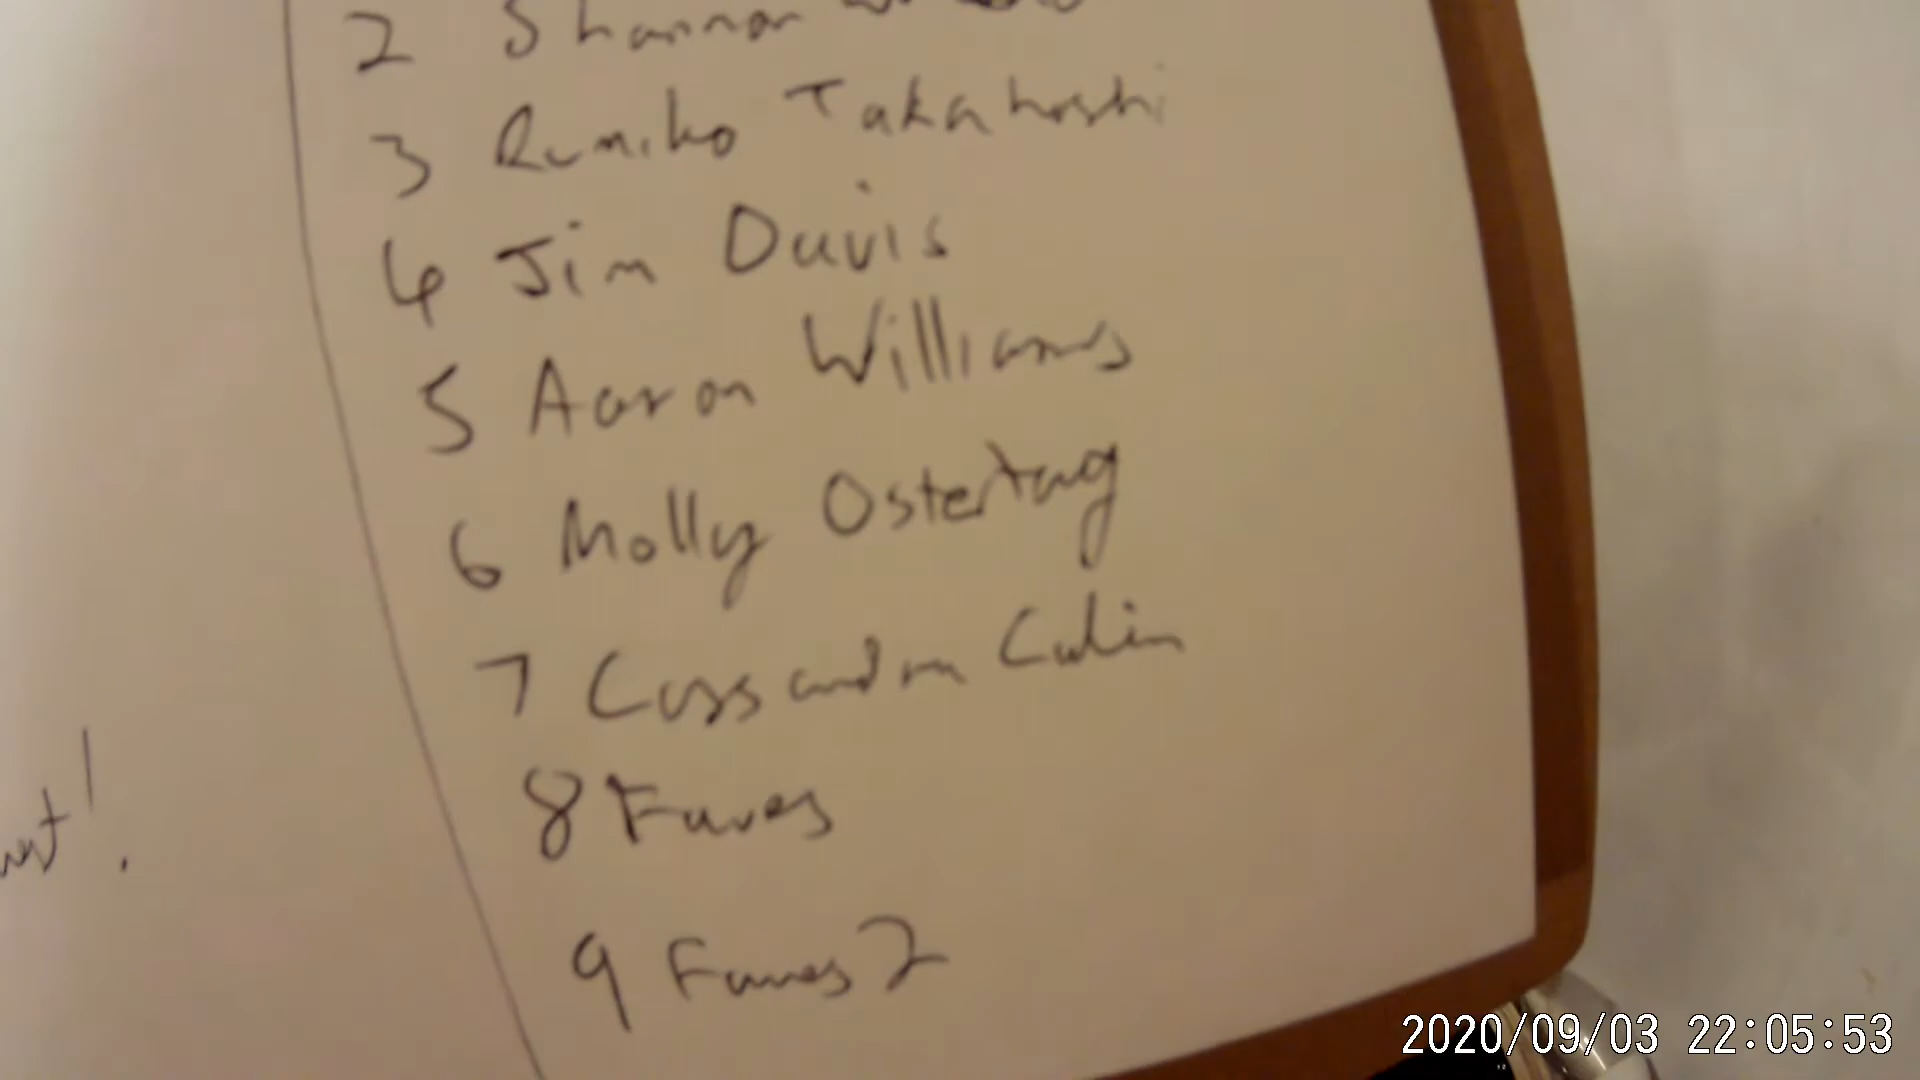 2 Shannon
3 Rumiko Takahashi
4 Jim Davis
5 Aaron Williams
6 Molly Ostertag
7 Cassandra Calin
8 Faves
9 Faves 2
!
2020/09/03 22:05:53